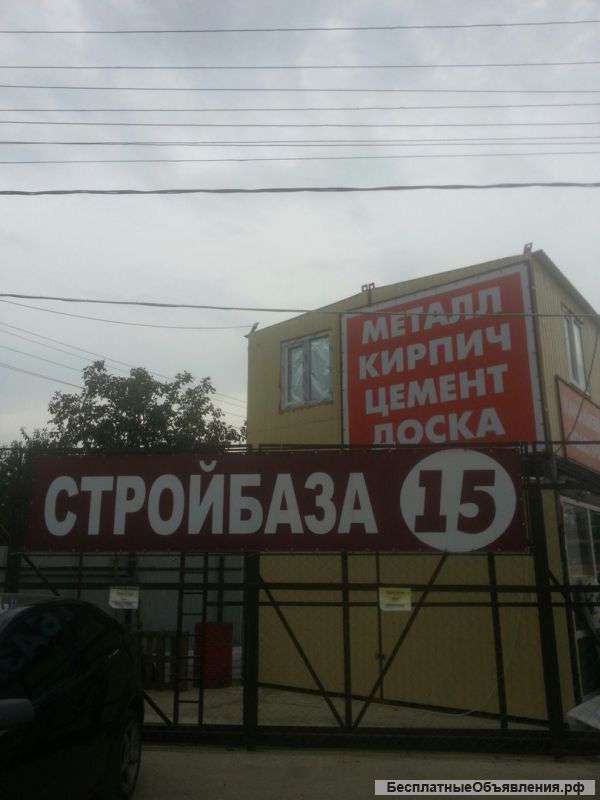 МЕТАЛЛ
КИРПИЧ
ЦЕМЕНТ
ДОСКА
СТРОЙБАЗА 15
БесплатныеОбъявления.рф